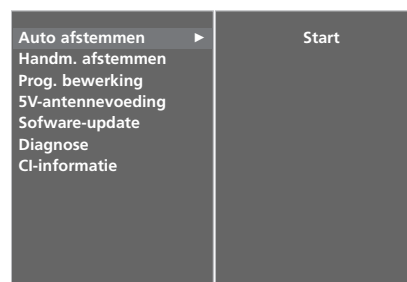 Auto afstemmen ► Start
Handm. afstemmen
Prog. bewerking
5V-antennevoeding
Sofware-update
Diagnose
CI-informatie